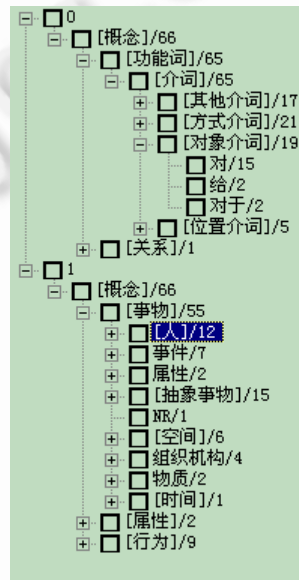 0
[概念]/66
[功能词]/65
[介词]/65
[其他介词]/17
[方式介词]/21
[对象介词]/19
对/15
给/2
对于/2
[位置介词]/5
[关系]/1
1
[概念]/66
[事物]/55
[人]/12
事件/7
属性/2
[抽象事物]/15
NR/1
[空间]/6
组织机构/4
物质/2
[时间]/1
[属性]/2
[行为]/9